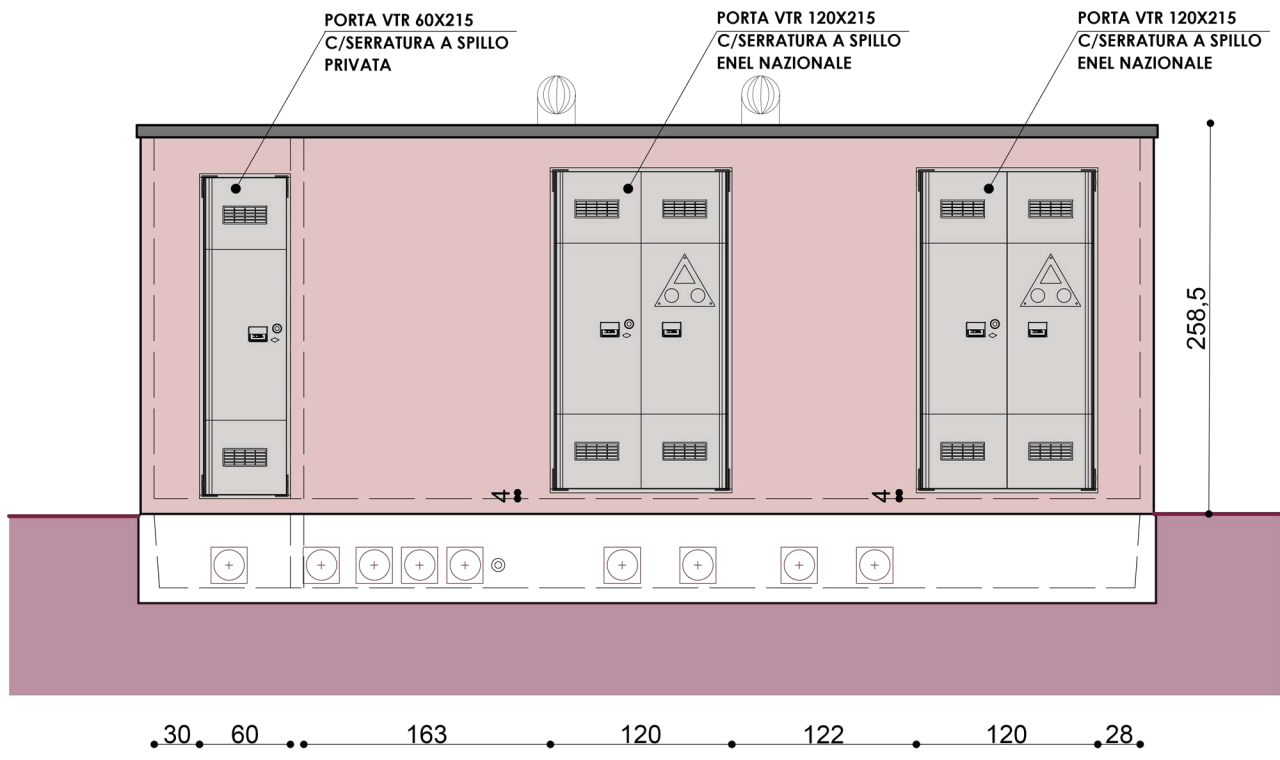 PORTA VTR 60X215
C/SERRATURA A SPILLO
PRIVATA
PORTA VTR 120X215
C/SERRATURA A SPILLO
ENEL NAZIONALE
PORTA VTR 120X215
C/SERRATURA A SPILLO
ENEL NAZIONALE
258,5
4
4
30 60 163 120 122 120 28